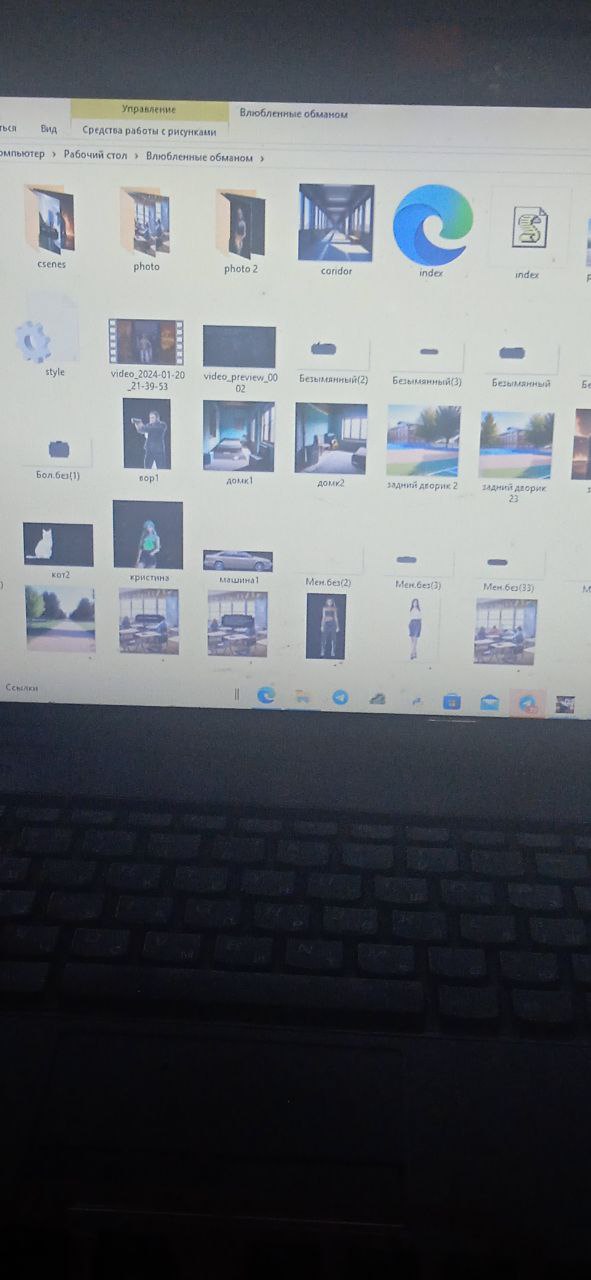 Управление
Влюбленные обманом
ться
Вид
Средства работы с рисунками
омпьютер › Рабочий стол › Влюбленные обманом ›
csenes
photo
photo 2
coridor
index
index
style
video_2024-01-20
_21-39-53
video_preview_00
02
Безымянный(2)
Безымянный(3)
Безымянный
Бол.без(1)
вор1
домк1
домк2
задний дворик 2
задний дворик
23
кот2
кристина
машина1
Мен.без(2)
Мен.без(3)
Мен.без(33)
Ссылки